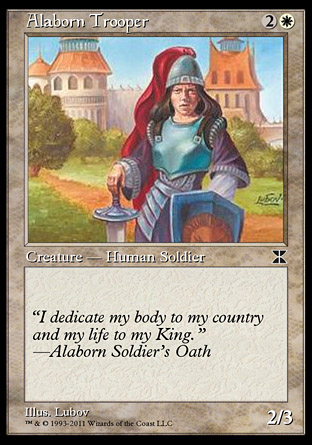 Alaborn Trooper 2
LUBOV
Creature — Human Soldier
“I dedicate my body to my country
and my life to my King.”
—Alaborn Soldier’s Oath
Illus. Lubov
2/3
™ & © 1993-2011 Wizards of the Coast LLC